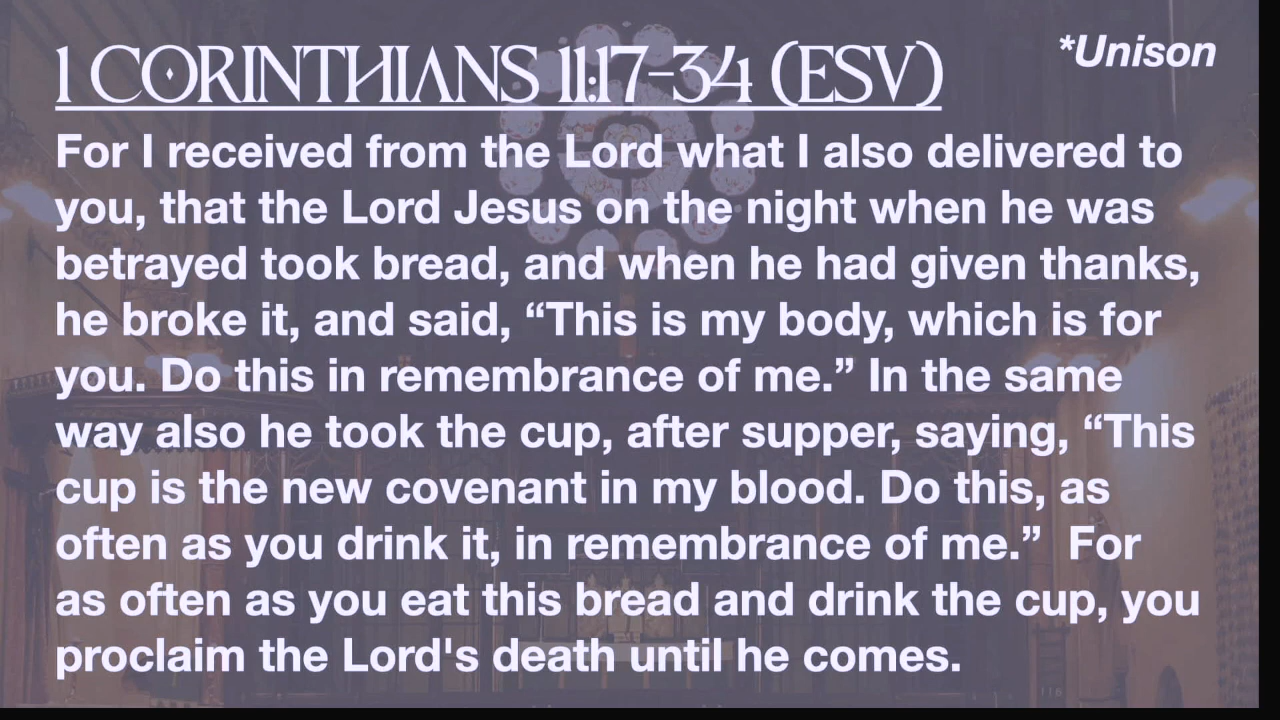 1 CORINTHIANS 11:17-34 (ESV)
*Unison
For I received from the Lord what I also delivered to
you, that the Lord Jesus on the night when he was
betrayed took bread, and when he had given thanks,
he broke it, and said, “This is my body, which is for
you. Do this in remembrance of me.” In the same
way also he took the cup, after supper, saying, “This
cup is the new covenant in my blood. Do this, as
often as you drink it, in remembrance of me.”  For
as often as you eat this bread and drink the cup, you
proclaim the Lord's death until he comes.